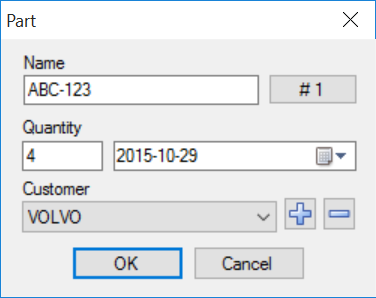 Part
Name
ABC-123 # 1
Quantity
4 2015-10-29
Customer
VOLVO
OK Cancel